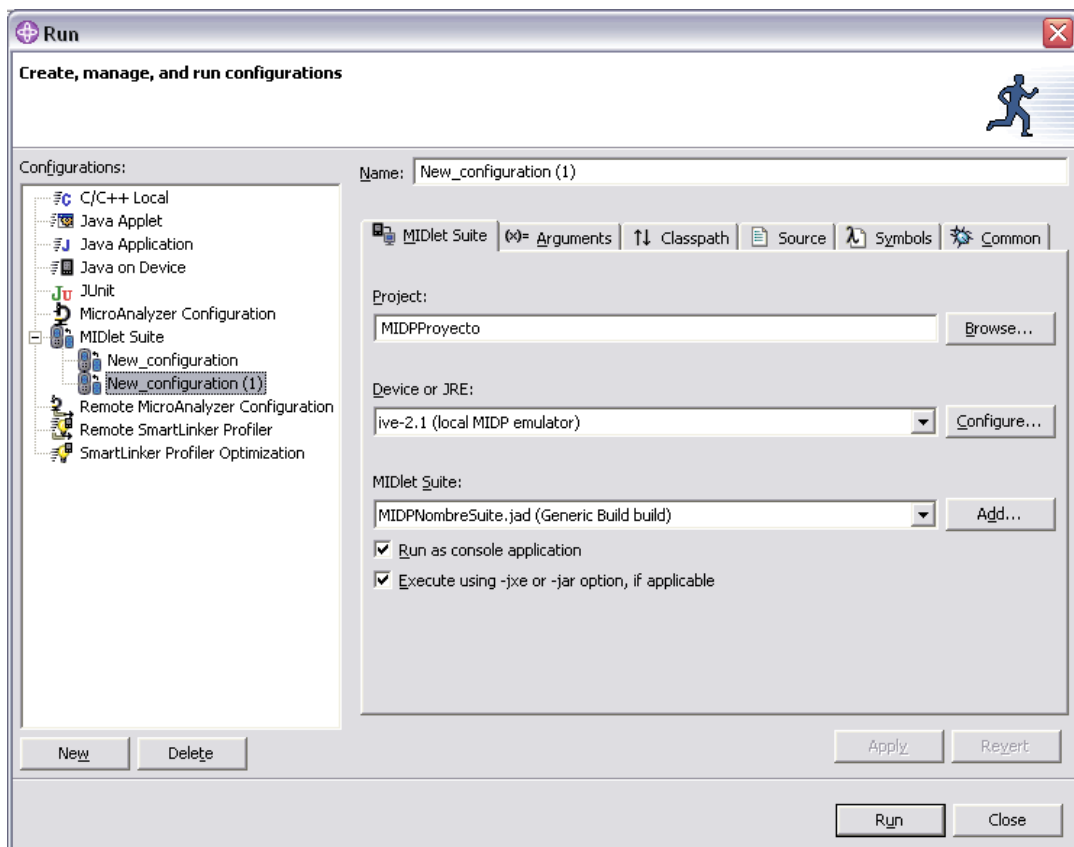 Run
Create, manage, and run configurations
Configurations:
C/C++ Local
Java Applet
Java Application
Java on Device
JUnit
MicroAnalyzer Configuration
MIDlet Suite
New_configuration
New_configuration (1)
Remote MicroAnalyzer Configuration
Remote SmartLinker Profiler
SmartLinker Profiler Optimization
New Delete
Name: New_configuration (1)
MIDlet Suite (x)= Arguments Classpath Source Symbols Common
Project:
MIDPProyecto Browse...
Device or JRE:
ive-2.1 (local MIDP emulator) Configure...
MIDlet Suite:
MIDPNombreSuite.jad (Generic Build build) Add...
Run as console application
Execute using -jxe or -jar option, if applicable
Apply Revert
Run Close